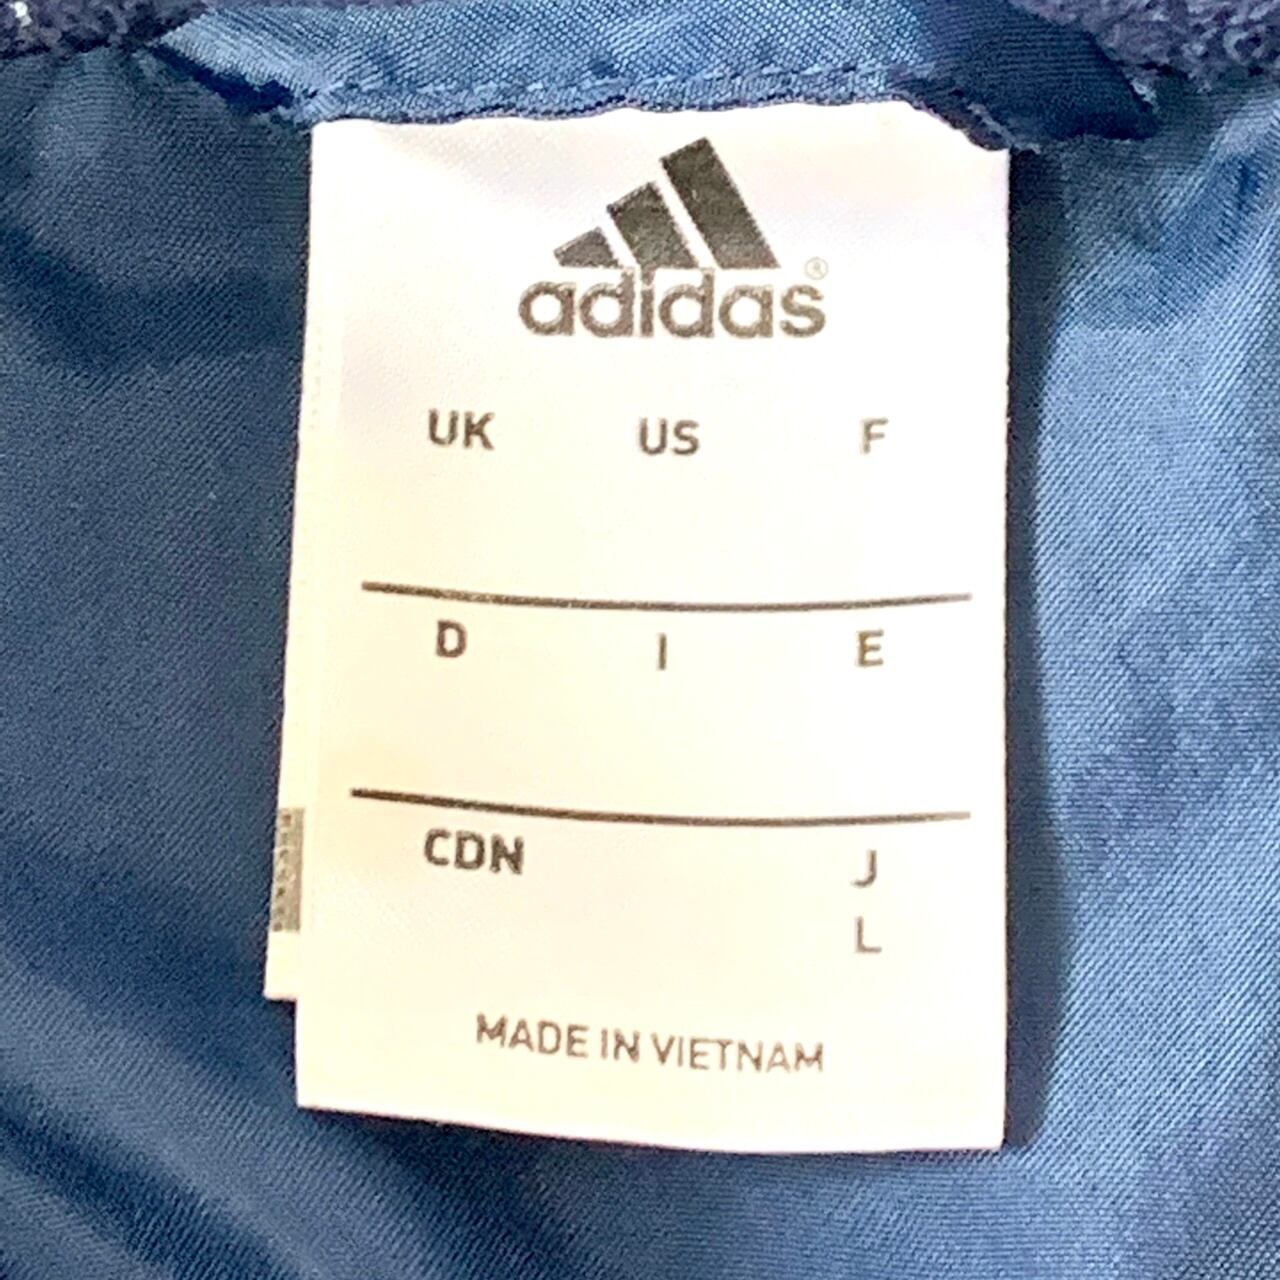 adidas®
UK US F
D I E
CDN J
L
MADE IN VIETNAM